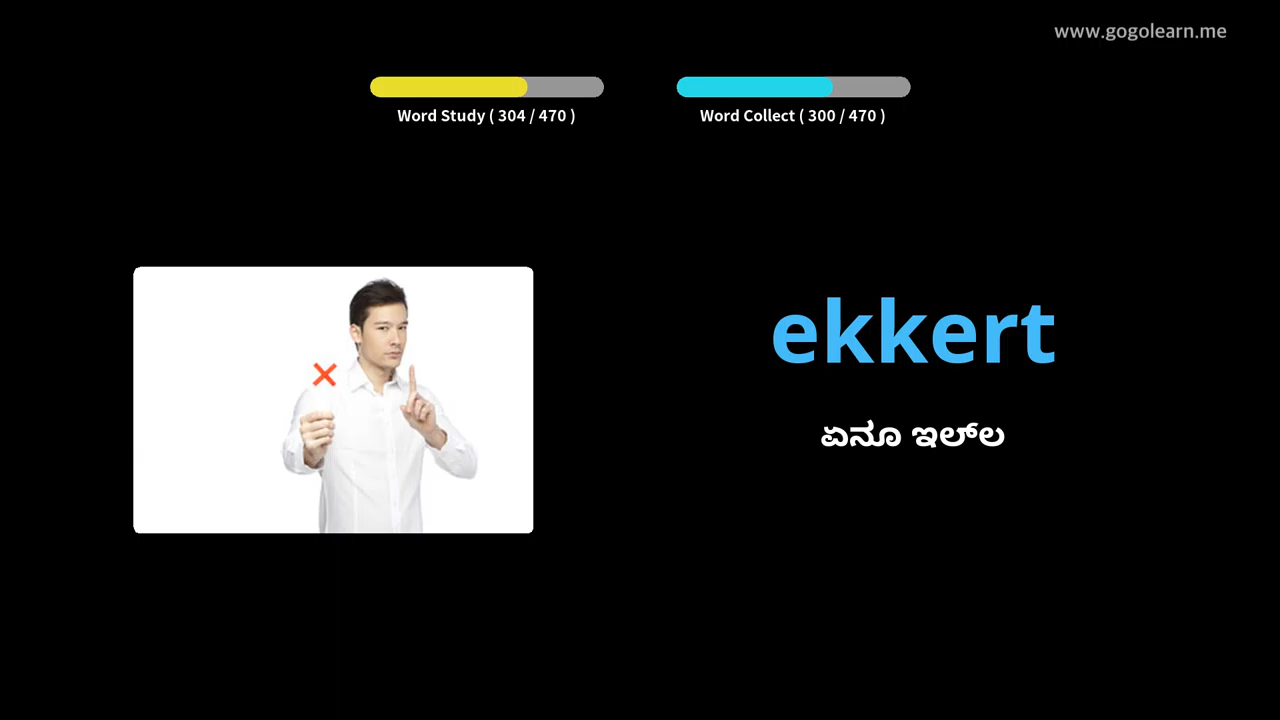 www.gogolearn.me
Word Study ( 304 / 470 )
Word Collect ( 300 / 470 )
ekkert
ಏನೂ ಇಲ್‌ಲ